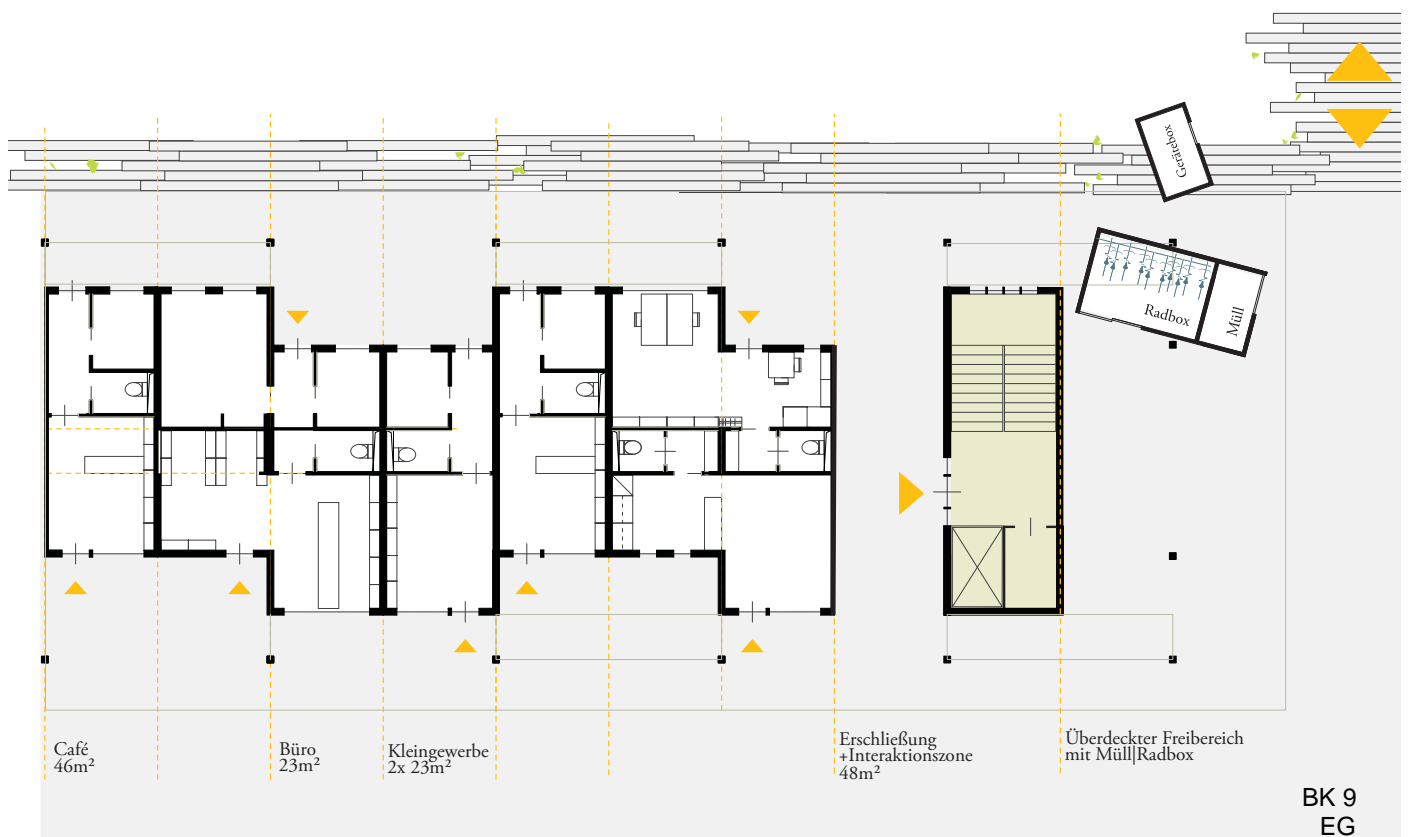 Gerätebox
Radbox
Müll
Café
46m²
Büro
23m²
Kleingewerbe
2x 23m²
Erschließung
+Interaktionszone
48m²
Überdeckter Freibereich
mit Müll|Radbox
BK 9
EG